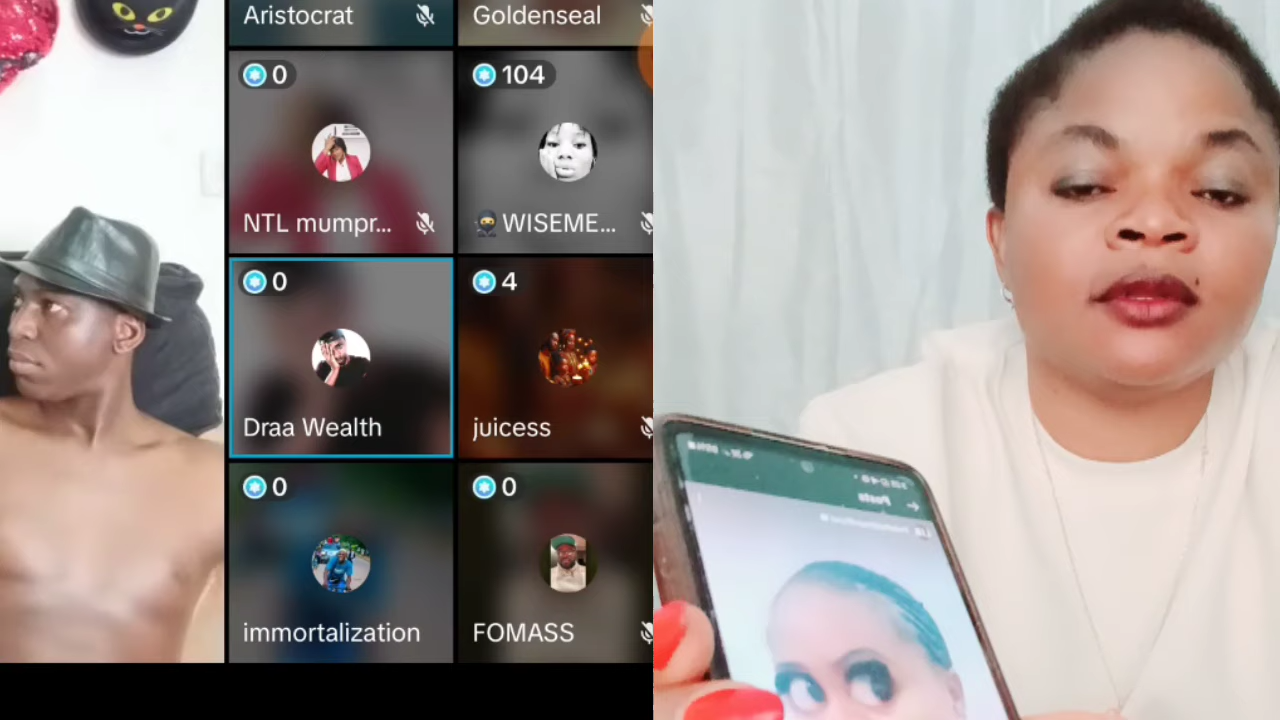 Aristocrat
Goldenseal
0
104
NTL mumpr...
WISEME...
0
4
Draa Wealth
juicess
0
0
immortalization
FOMASS
Posts